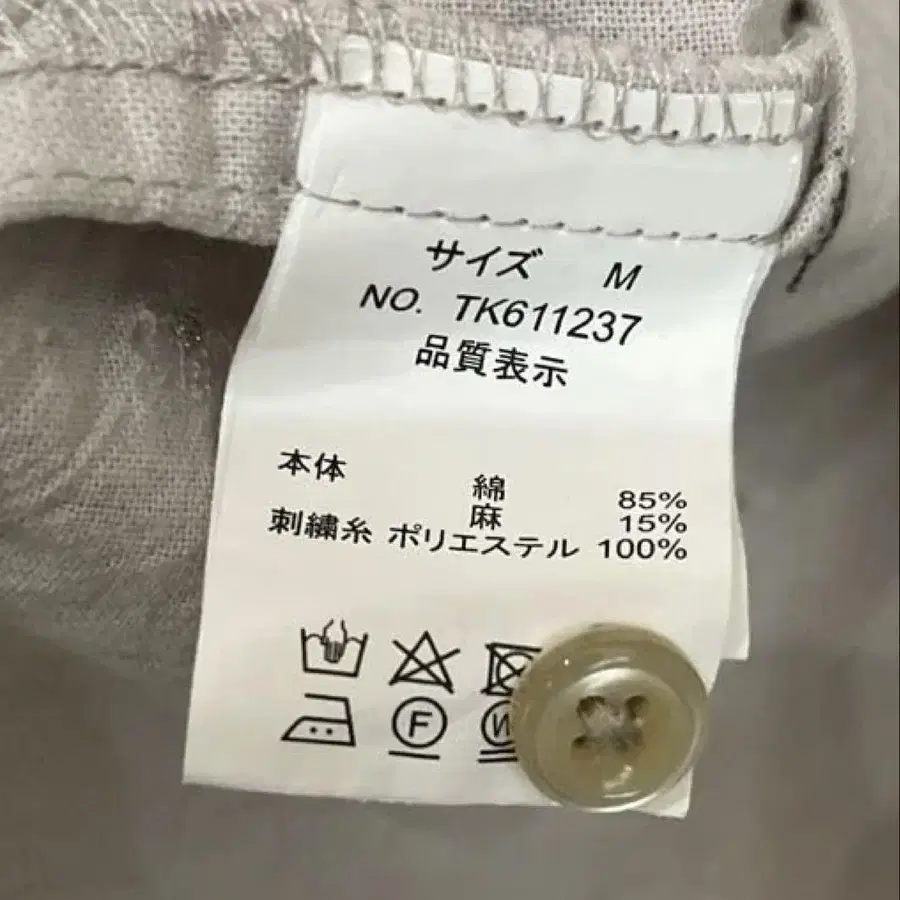 サイズ M
NO. TK611237
品質表示
本体 綿 85%
麻 15%
刺繍糸 ポリエステル 100%
F
W